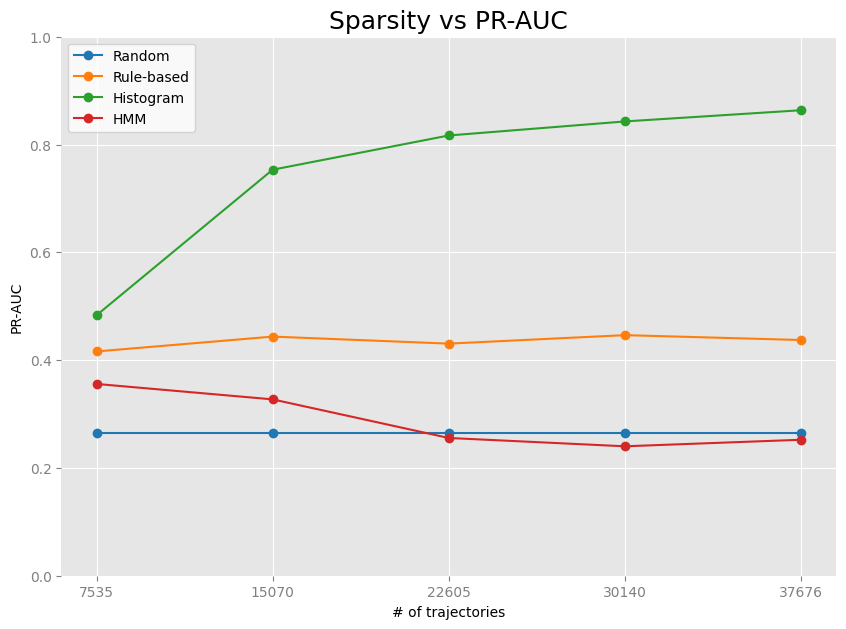 Sparsity vs PR-AUC
Random
Rule-based
Histogram
HMM
1.0
0.8
0.6
0.4
0.2
0.0
PR-AUC
7535 15070 22605 30140 37676
# of trajectories